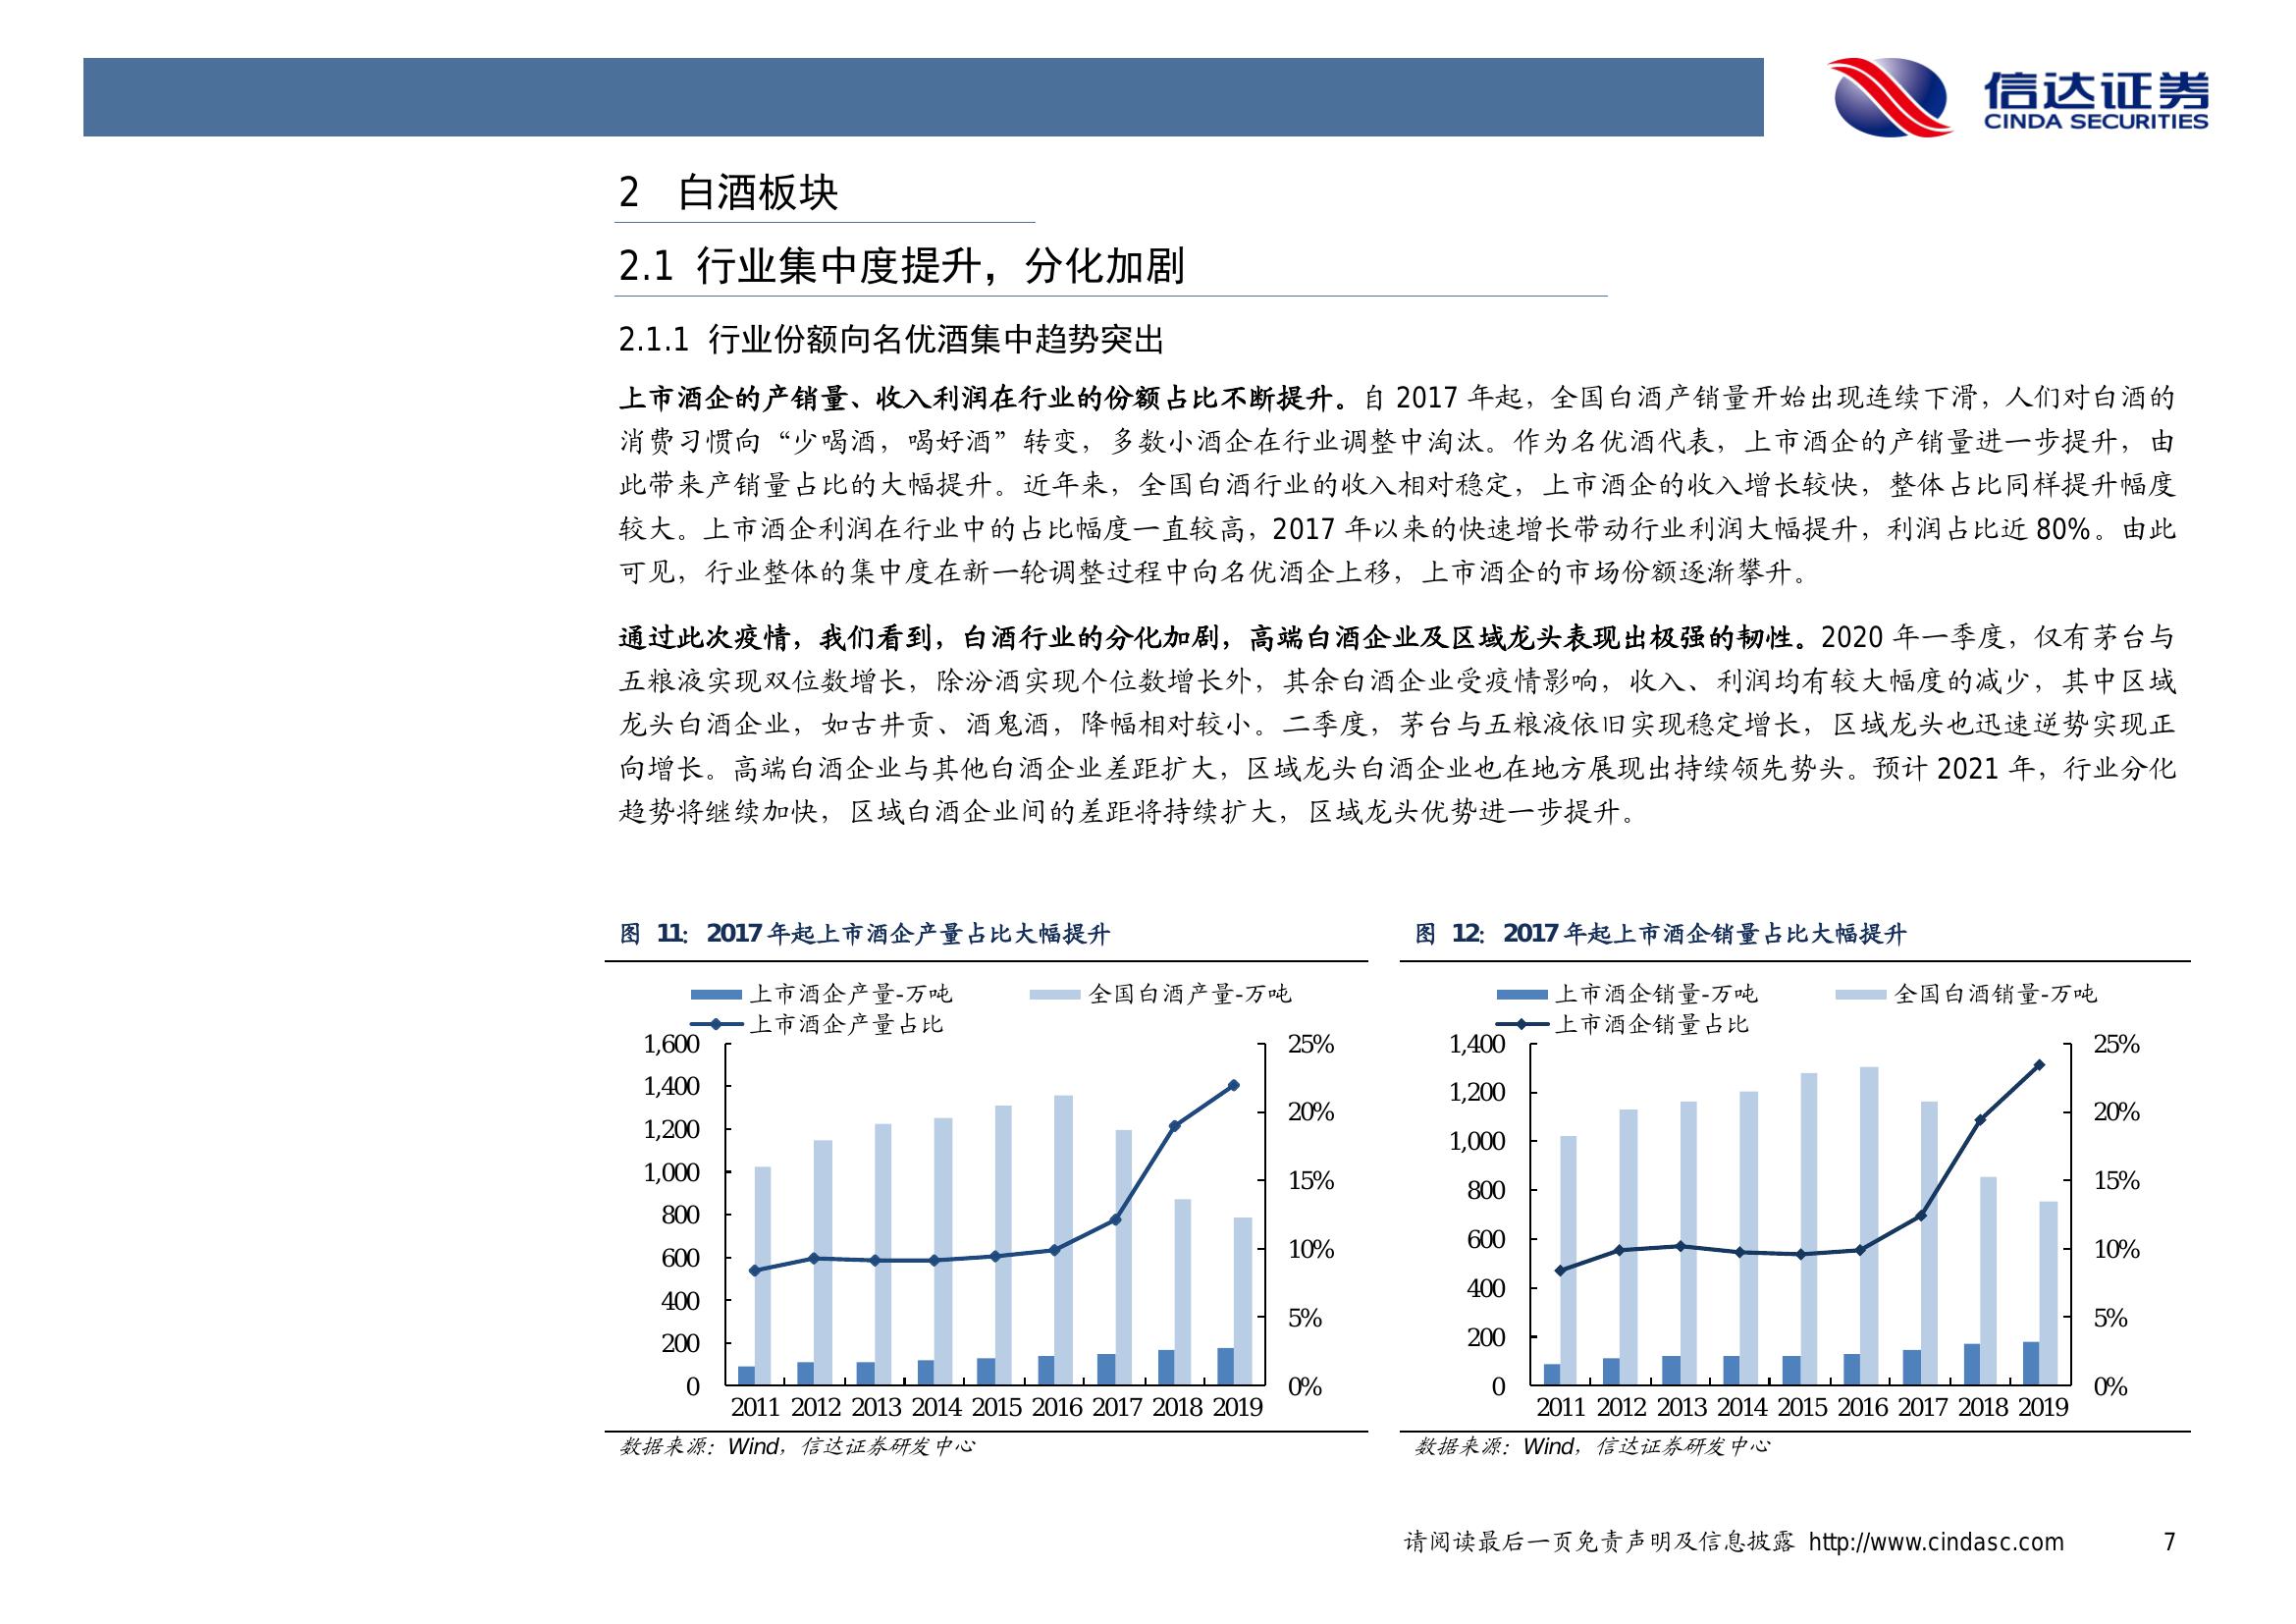 信达证券
CINDA SECURITIES
2 白酒板块
2.1 行业集中度提升，分化加剧
2.1.1 行业份额向名优酒集中趋势突出
上市酒企的产销量、收入利润在行业的份额占比不断提升。自 2017 年起，全国白酒产销量开始出现连续下滑，人们对白酒的
消费习惯向“少喝酒，喝好酒”转变，多数小酒企在行业调整中淘汰。作为名优酒代表，上市酒企的产销量进一步提升，由
此带来产销量占比的大幅提升。近年来，全国白酒行业的收入相对稳定，上市酒企的收入增长较快，整体占比同样提升幅度
较大。上市酒企利润在行业中的占比幅度一直较高，2017 年以来的快速增长带动行业利润大幅提升，利润占比近 80%。由此
可见，行业整体的集中度在新一轮调整过程中向名优酒企上移，上市酒企的市场份额逐渐攀升。
通过此次疫情，我们看到，白酒行业的分化加剧，高端白酒企业及区域龙头表现出极强的韧性。2020 年一季度，仅有茅台与
五粮液实现双位数增长，除汾酒实现个位数增长外，其余白酒企业受疫情影响，收入、利润均有较大幅度的减少，其中区域
龙头白酒企业，如古井贡、酒鬼酒，降幅相对较小。二季度，茅台与五粮液依旧实现稳定增长，区域龙头也迅速逆势实现正
向增长。高端白酒企业与其他白酒企业差距扩大，区域龙头白酒企业也在地方展现出持续领先势头。预计 2021 年，行业分化
趋势将继续加快，区域白酒企业间的差距将持续扩大，区域龙头优势进一步提升。
图 11： 2017 年起上市酒企产量占比大幅提升
上市酒企产量-万吨 全国白酒产量-万吨
上市酒企产量占比
1,600 25%
1,400
20%
1,200
1,000 15%
800
600 10%
400
5%
200
0 0%
2011 2012 2013 2014 2015 2016 2017 2018 2019
数据来源：Wind，信达证券研发中心
图 12： 2017 年起上市酒企销量占比大幅提升
上市酒企销量-万吨 全国白酒销量-万吨
上市酒企销量占比
1,400 25%
1,200
20%
1,000
15%
800
600 10%
400
5%
200
0 0%
2011 2012 2013 2014 2015 2016 2017 2018 2019
数据来源：Wind，信达证券研发中心
请阅读最后一页免责声明及信息披露 http://www.cindasc.com 7